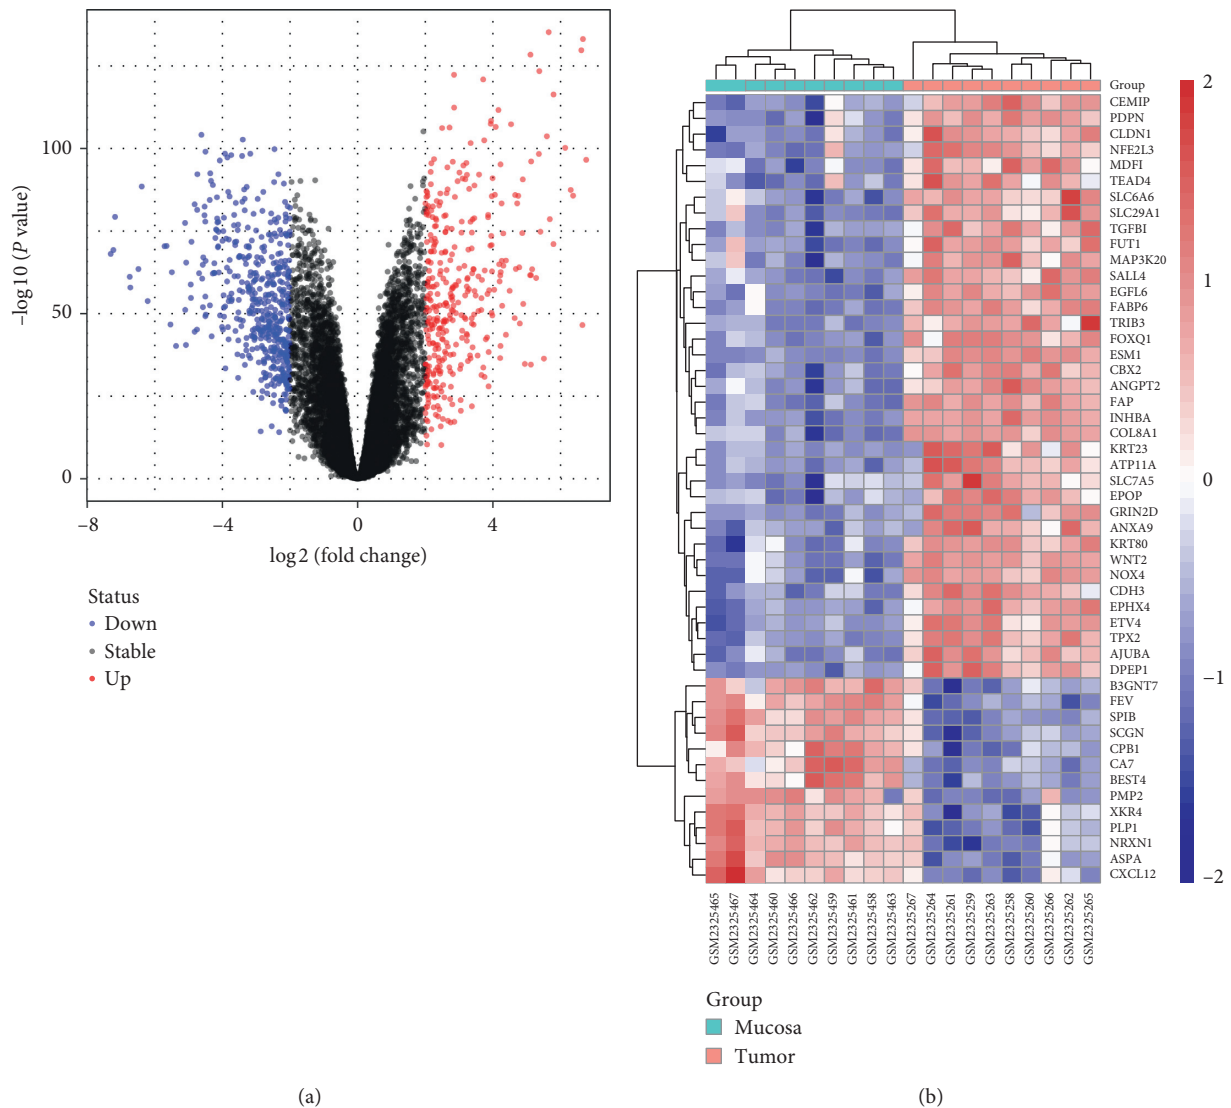 100
50
0
−8
−4
0
4
−log10 (P value)
log2 (fold change)
Status
Down
Stable
Up
(a)
Group
CEMIP
PDPN
CLDN1
NFE2L3
MDFI
TEAD4
SLC6A6
SLC29A1
TGFBI
FUT1
MAP3K20
SALL4
EGFL6
FABP6
TRIB3
FOXQ1
ESM1
CBX2
ANGPT2
FAP
INHBA
COL8A1
KRT23
ATP11A
SLC7A5
EPOP
GRIN2D
ANXA9
KRT80
WNT2
NOX4
CDH3
EPHX4
ETV4
TPX2
AJUBA
DPEP1
B3GNT7
FEV
SPIB
SCGN
CPB1
CA7
BEST4
PMP2
XKR4
PLP1
NRXN1
ASPA
CXCL12
2
1
0
−1
−2
GSM2325465
GSM2325467
GSM2325464
GSM2325460
GSM2325466
GSM2325462
GSM2325459
GSM2325461
GSM2325458
GSM2325463
GSM2325267
GSM2325264
GSM2325261
GSM2325259
GSM2325263
GSM2325258
GSM2325260
GSM2325266
GSM2325262
GSM2325265
Group
Mucosa
Tumor
(b)